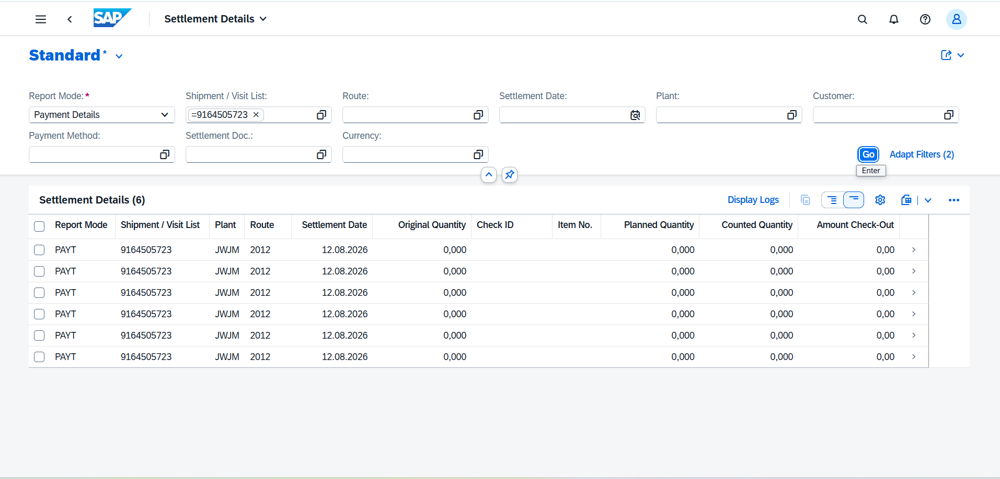 SAP Settlement Details
Standard *
Report Mode: * Shipment / Visit List: Route: Settlement Date: Plant: Customer:
Payment Details =9164505723
Payment Method: Settlement Doc.: Currency:
Go Adapt Filters (2)
Enter
Settlement Details (6) Display Logs
Report Mode Shipment / Visit List Plant Route Settlement Date Original Quantity Check ID Item No. Planned Quantity Counted Quantity Amount Check-Out
PAYT 9164505723 JWJM 2012 12.08.2026 0,000 0,000 0,000 0,00
PAYT 9164505723 JWJM 2012 12.08.2026 0,000 0,000 0,000 0,00
PAYT 9164505723 JWJM 2012 12.08.2026 0,000 0,000 0,000 0,00
PAYT 9164505723 JWJM 2012 12.08.2026 0,000 0,000 0,000 0,00
PAYT 9164505723 JWJM 2012 12.08.2026 0,000 0,000 0,000 0,00
PAYT 9164505723 JWJM 2012 12.08.2026 0,000 0,000 0,000 0,00